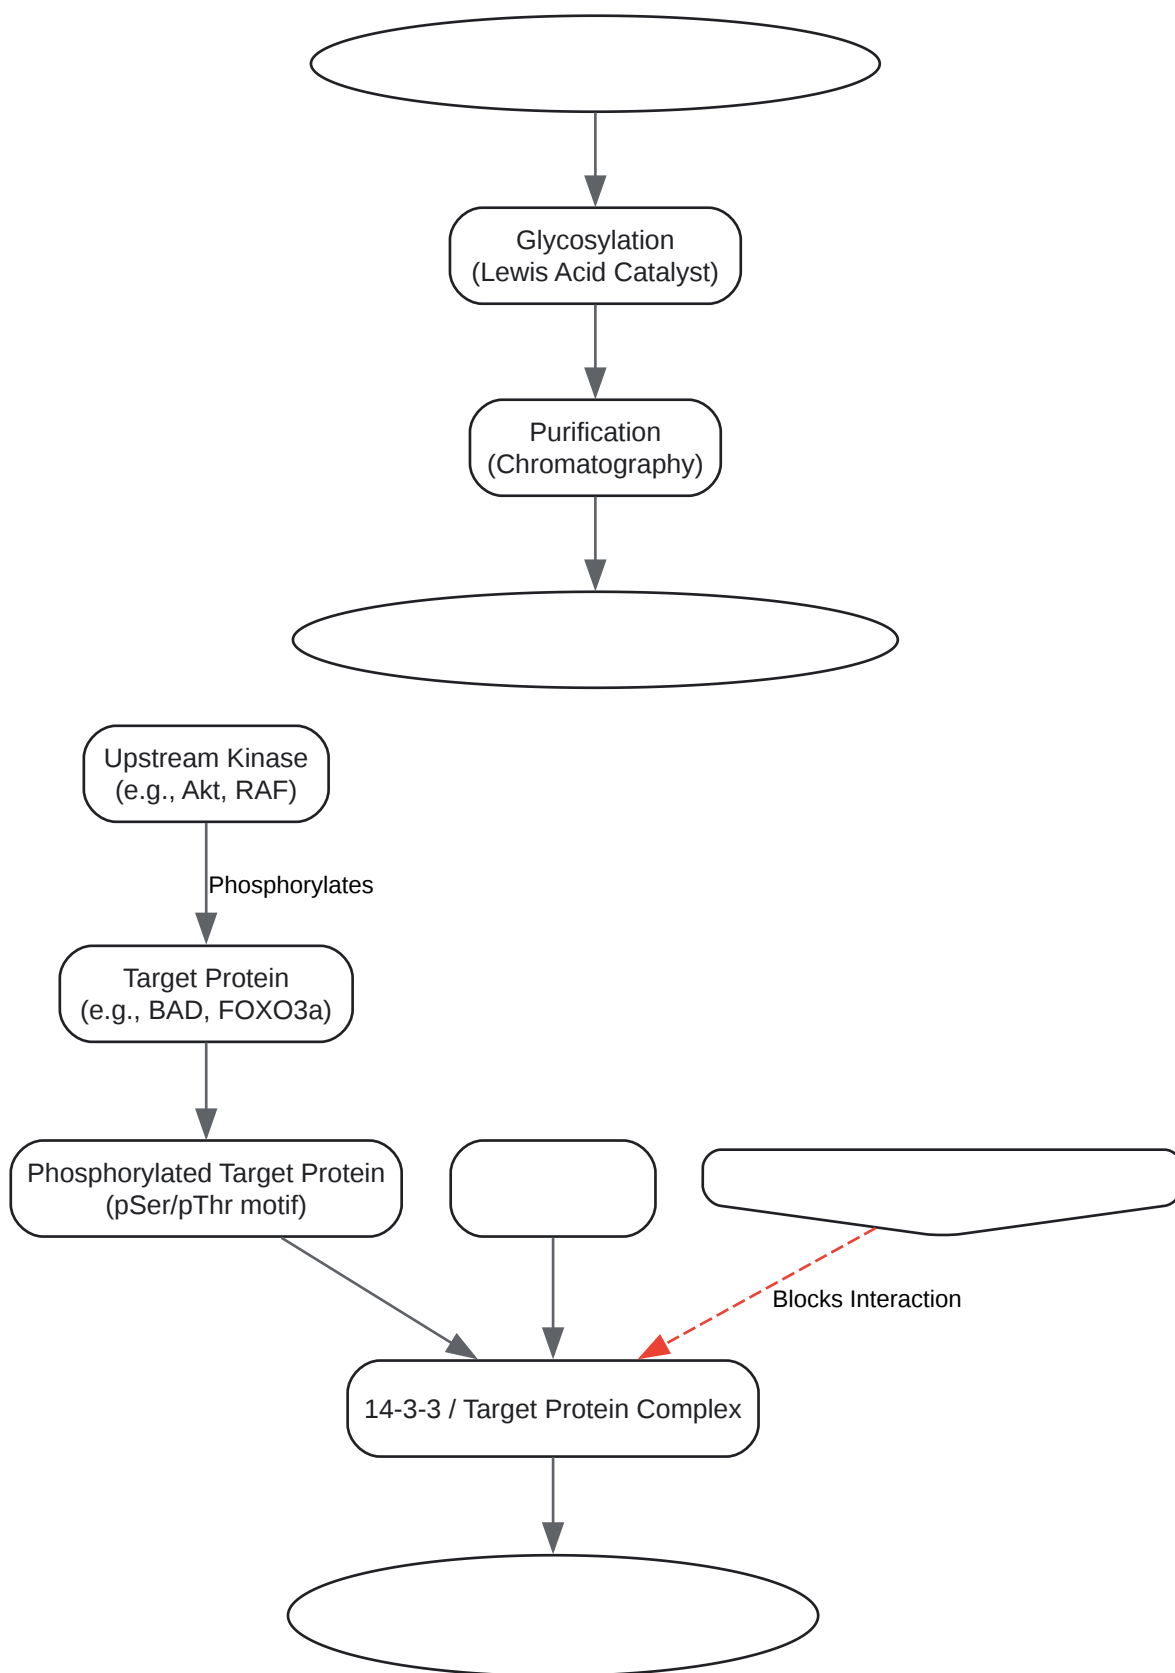 Glycosylation
(Lewis Acid Catalyst)
Purification
(Chromatography)
Upstream Kinase
(e.g., Akt, RAF)
Phosphorylates
Target Protein
(e.g., BAD, FOXO3a)
Phosphorylated Target Protein
(pSer/pThr motif)
Blocks Interaction
14-3-3 / Target Protein Complex